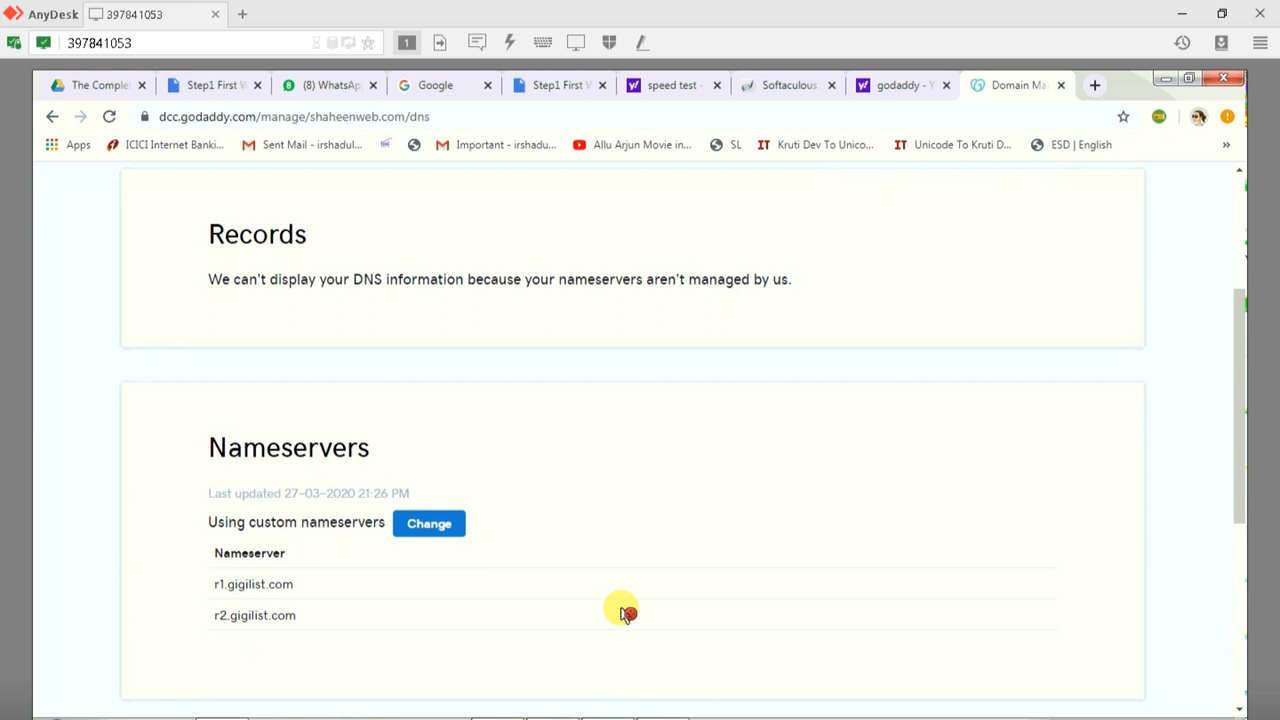 AnyDesk
397841053
397841053
1
The Comple
Step1 First V
(8) WhatsAp
Google
Step1 First V
speed test -
Softaculous
godaddy - Y
Domain Ma
dcc.godaddy.com/manage/shaheenweb.com/dns
Apps
ICICI Internet Banki...
Sent Mail - irshadul...
Important - irshadu...
Allu Arjun Movie in...
SL
IT Kruti Dev To Unico...
IT Unicode To Kruti D...
ESD | English
Records
We can't display your DNS information because your nameservers aren't managed by us.
Nameservers
Last updated 27-03-2020 21:26 PM
Using custom nameservers
Change
Nameserver
r1.gigilist.com
r2.gigilist.com